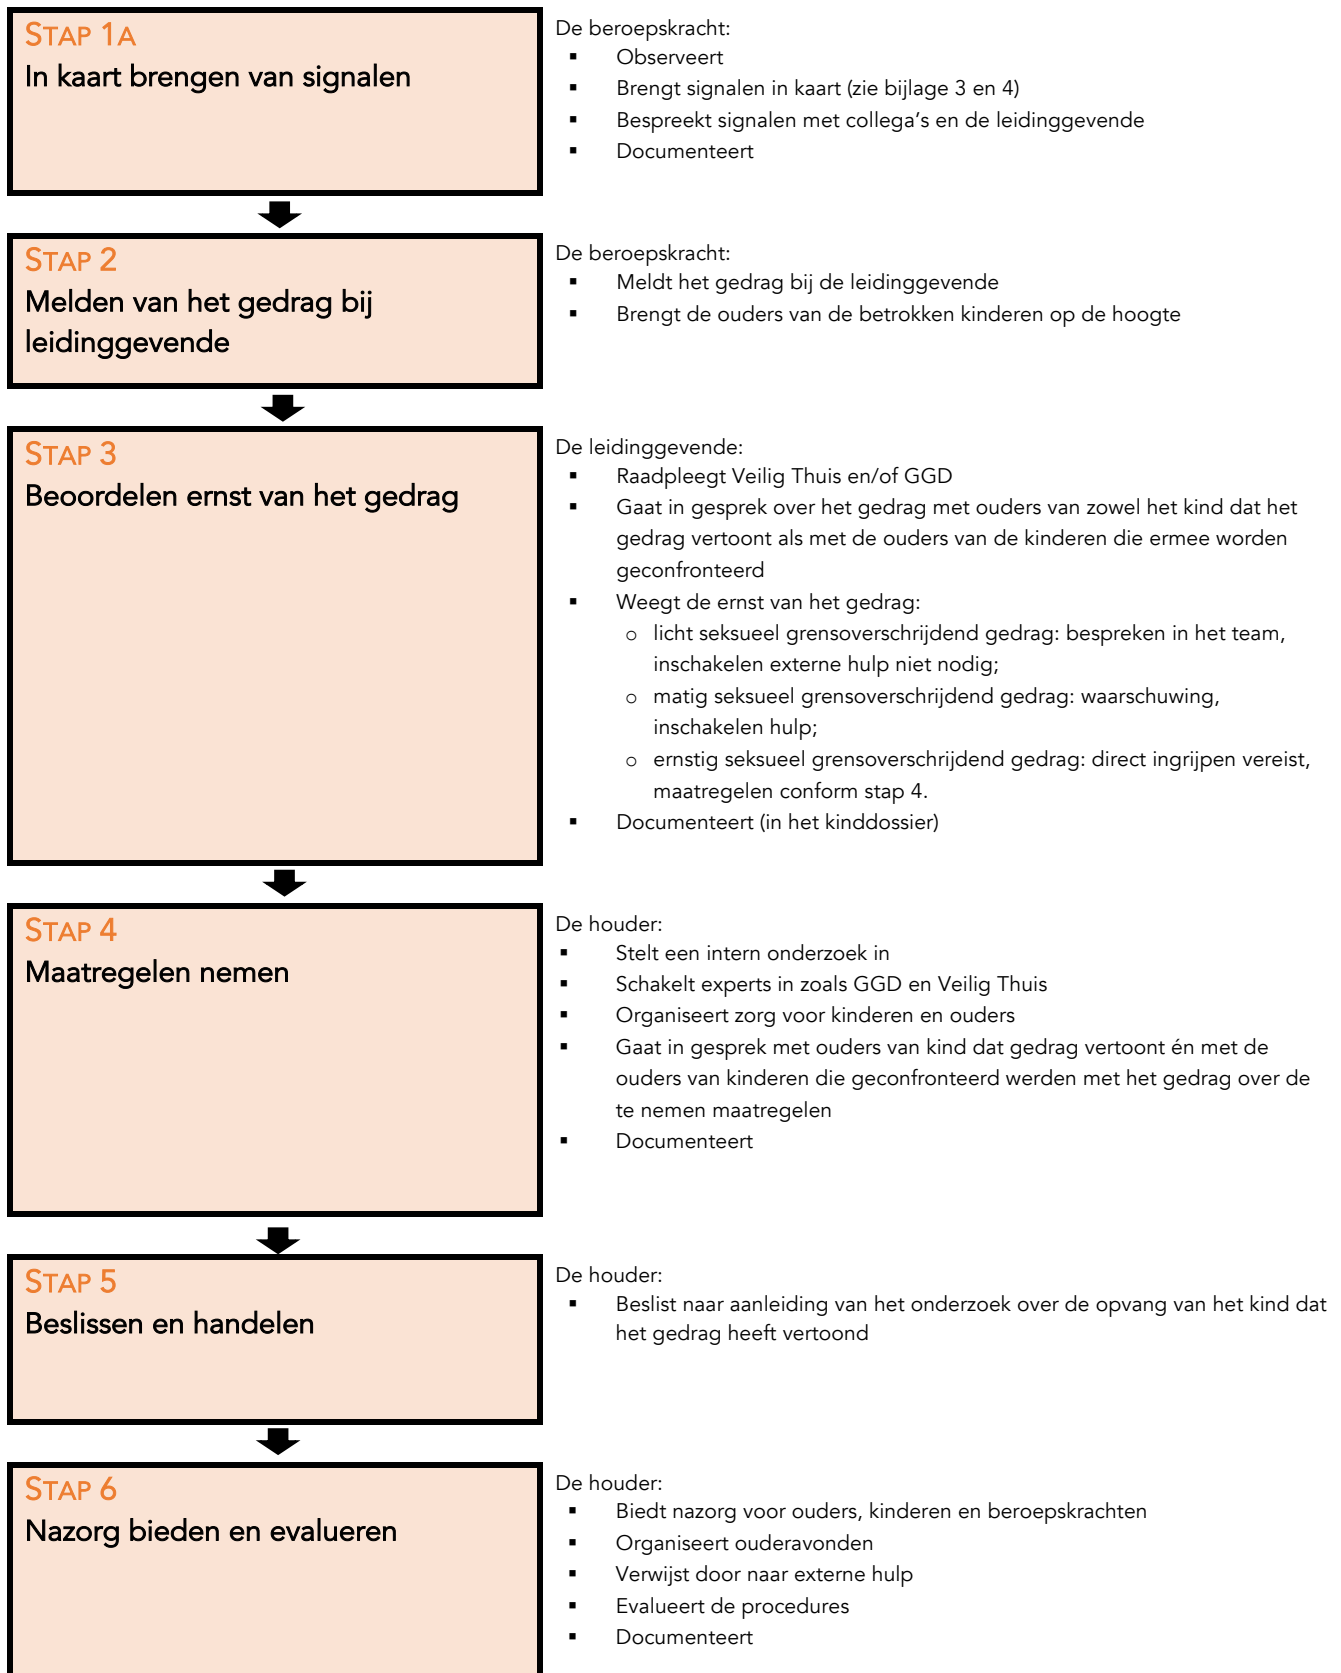 STAP 1A
In kaart brengen van signalen
De beroepskracht:
▪ Observeert
▪ Brengt signalen in kaart (zie bijlage 3 en 4)
▪ Bespreekt signalen met collega's en de leidinggevende
▪ Documenteert
STAP 2
Melden van het gedrag bij
leidinggevende
De beroepskracht:
▪ Meldt het gedrag bij de leidinggevende
▪ Brengt de ouders van de betrokken kinderen op de hoogte
STAP 3
Beoordelen ernst van het gedrag
De leidinggevende:
▪ Raadpleegt Veilig Thuis en/of GGD
▪ Gaat in gesprek over het gedrag met ouders van zowel het kind dat het
gedrag vertoont als met de ouders van de kinderen die ermee worden
geconfronteerd
▪ Weegt de ernst van het gedrag:
o licht seksueel grensoverschrijdend gedrag: bespreken in het team,
inschakelen externe hulp niet nodig;
o matig seksueel grensoverschrijdend gedrag: waarschuwing,
inschakelen hulp;
o ernstig seksueel grensoverschrijdend gedrag: direct ingrijpen vereist,
maatregelen conform stap 4.
▪ Documenteert (in het kinddossier)
STAP 4
Maatregelen nemen
De houder:
▪ Stelt een intern onderzoek in
▪ Schakelt experts in zoals GGD en Veilig Thuis
▪ Organiseert zorg voor kinderen en ouders
▪ Gaat in gesprek met ouders van kind dat gedrag vertoont én met de
ouders van kinderen die geconfronteerd werden met het gedrag over de
te nemen maatregelen
▪ Documenteert
STAP 5
Beslissen en handelen
De houder:
▪ Beslist naar aanleiding van het onderzoek over de opvang van het kind dat
het gedrag heeft vertoond
STAP 6
Nazorg bieden en evalueren
De houder:
▪ Biedt nazorg voor ouders, kinderen en beroepskrachten
▪ Organiseert ouderavonden
▪ Verwijst door naar externe hulp
▪ Evalueert de procedures
▪ Documenteert